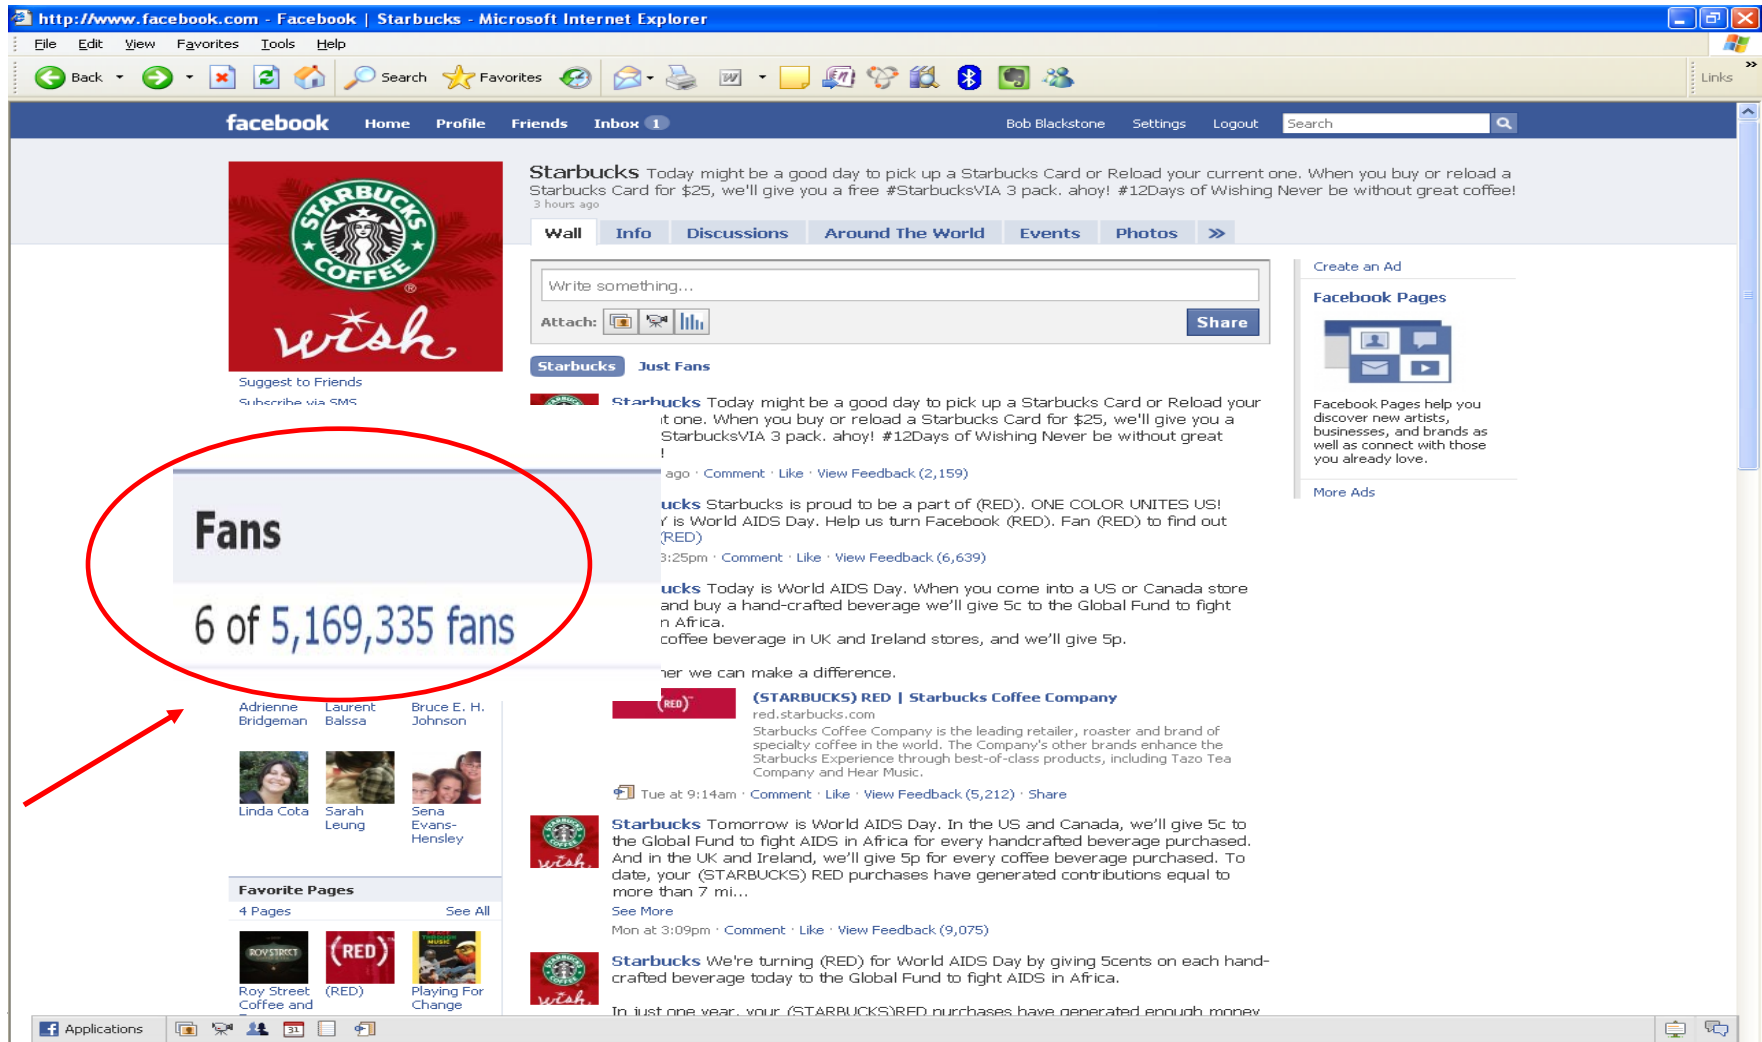 http://www.facebook.com - Facebook | Starbucks - Microsoft Internet Explorer
File Edit View Favorites Tools Help
Back Search Favorites Links
facebook Home Profile Friends Inbox 1 Bob Blackstone Settings Logout Search
STARBUCKS COFFEE
wish
Suggest to Friends
Subscribe via SMS
Starbucks Today might be a good day to pick up a Starbucks Card or Reload your current one. When you buy or reload a
Starbucks Card for $25, we'll give you a free #StarbucksVIA 3 pack. ahoy! #12Days of Wishing Never be without great coffee!
3 hours ago
Wall Info Discussions Around The World Events Photos
Write something...
Attach: Share
Starbucks Just Fans
Starbucks Today might be a good day to pick up a Starbucks Card or Reload your
t one. When you buy or reload a Starbucks Card for $25, we'll give you a
StarbucksVIA 3 pack. ahoy! #12Days of Wishing Never be without great
!
ago · Comment · Like · View Feedback (2,159)
ucks Starbucks is proud to be a part of (RED). ONE COLOR UNITES US!
Y is World AIDS Day. Help us turn Facebook (RED). Fan (RED) to find out
(RED)
3:25pm · Comment · Like · View Feedback (6,639)
ucks Today is World AIDS Day. When you come into a US or Canada store
and buy a hand-crafted beverage we'll give 5c to the Global Fund to fight
n Africa.
coffee beverage in UK and Ireland stores, and we'll give 5p.
her we can make a difference.
(RED)
(STARBUCKS) RED | Starbucks Coffee Company
red.starbucks.com
Starbucks Coffee Company is the leading retailer, roaster and brand of
specialty coffee in the world. The Company's other brands enhance the
Starbucks Experience through best-of-class products, including Tazo Tea
Company and Hear Music.
Tue at 9:14am · Comment · Like · View Feedback (5,212) · Share
Starbucks Tomorrow is World AIDS Day. In the US and Canada, we'll give 5c to
the Global Fund to fight AIDS in Africa for every handcrafted beverage purchased.
And in the UK and Ireland, we'll give 5p for every coffee beverage purchased. To
date, your (STARBUCKS) RED purchases have generated contributions equal to
more than 7 mi...
See More
Mon at 3:09pm · Comment · Like · View Feedback (9,075)
Starbucks We're turning (RED) for World AIDS Day by giving 5cents on each hand-
crafted beverage today to the Global Fund to fight AIDS in Africa.
In just one year, your (STARBUCKS)RED purchases have generated enough money
Fans
6 of 5,169,335 fans
Adrienne Bridgeman
Laurent Balssa
Bruce E. H. Johnson
Linda Cota
Sarah Leung
Sena Evans-Hensley
Favorite Pages
4 Pages See All
ROY STREET
(RED)
Roy Street Coffee and
(RED)
Playing For Change
Create an Ad
Facebook Pages
Facebook Pages help you
discover new artists,
businesses, and brands as
well as connect with those
you already love.
More Ads
Applications 31